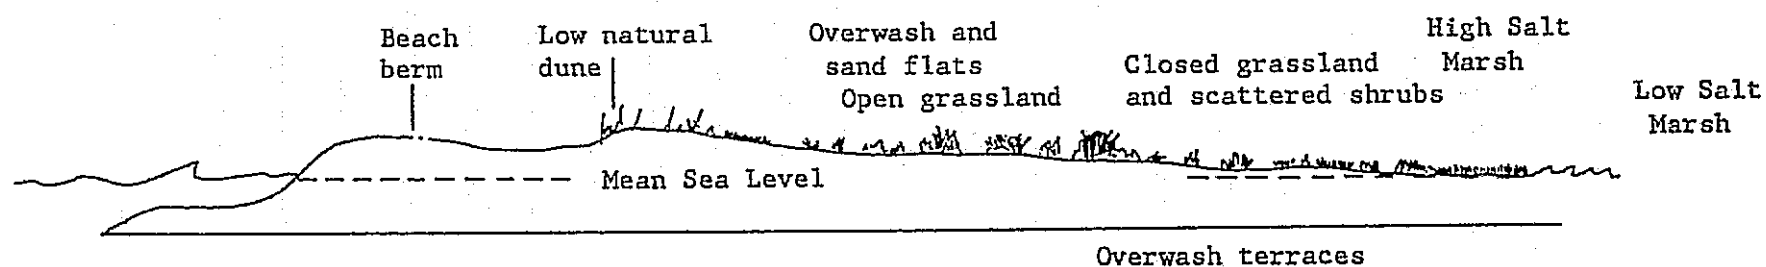 Beach
berm
Low natural
dune
Overwash and
sand flats
Open grassland
Closed grassland
and scattered shrubs
High Salt
Marsh
Low Salt
Marsh
Mean Sea Level
Overwash terraces